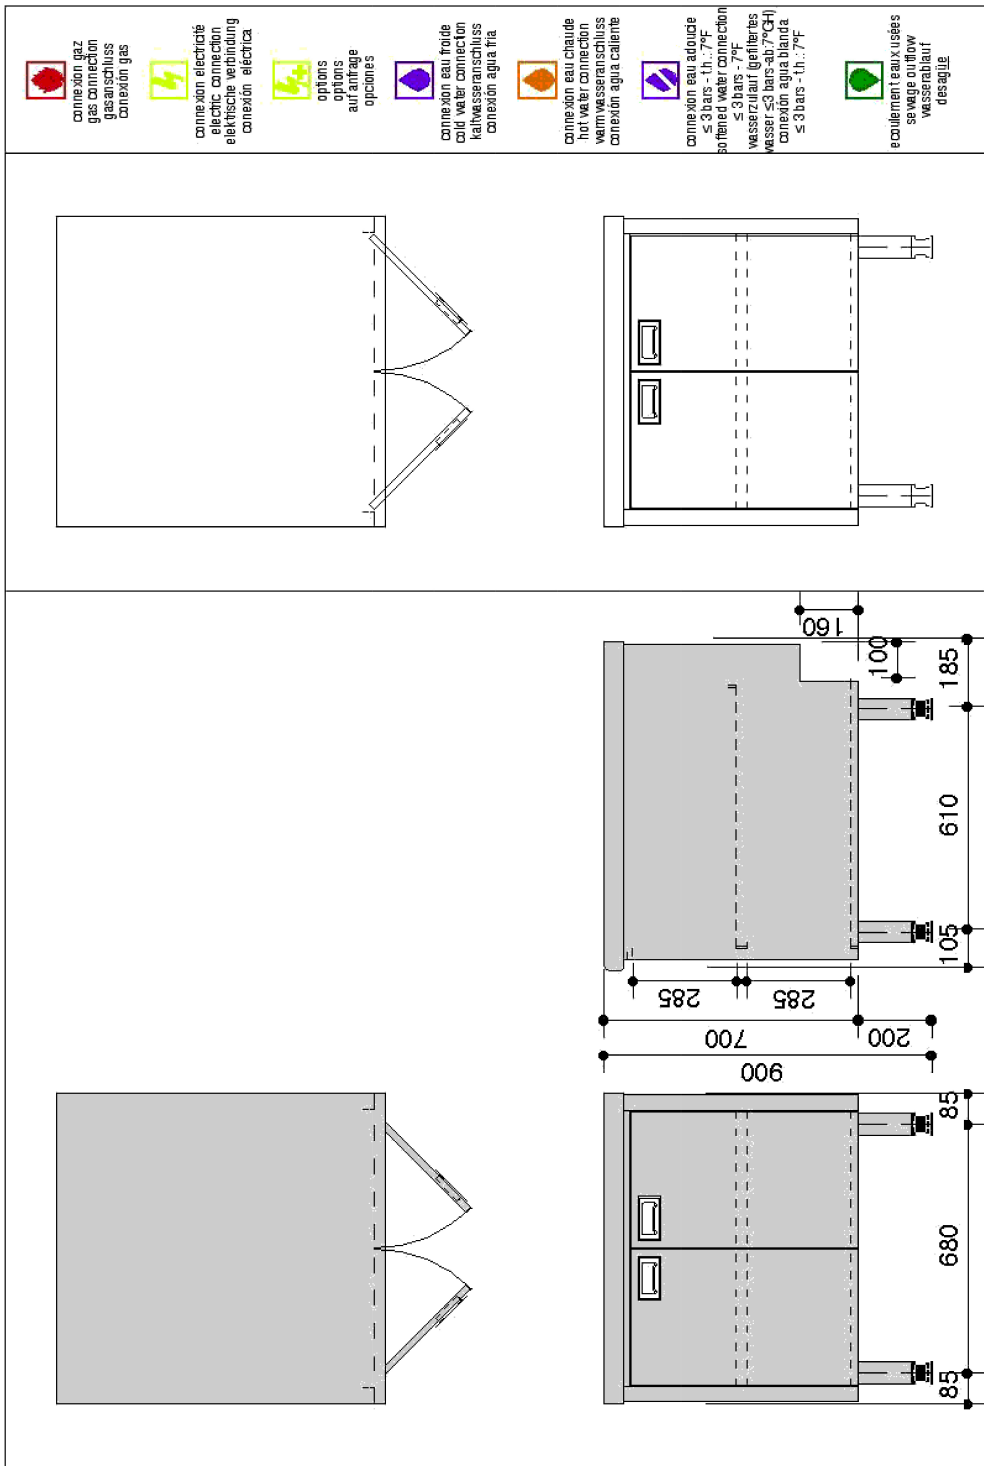 connexión gaz
gas connection
gasanschluss
conexión gas
connexión electricité
electric connection
elektrische verbindung
conexión eléctrica
options
options
auf anfrage
opciones
connexión eau froide
cold water connection
kaltwasseranschluss
conexión agua fria
connexión eau chaude
hot water connection
warmwasseranschluss
conexión agua caliente
connexion eau adoucie
≤ 3 bars - t.h.: 7°F
softened water connection
≤ 3 bars - 7°F
wasserzulauf (gefiltertes
wasser ≤3 bars-ab:7°GH)
conexión agua blanda
≤ 3 bars - t.h.: 7°F
ecoulement eaux usées
sewage outflow
wasserablauf
desagüe
160
100
185
610
105
285
285
700
200
900
85
680
85